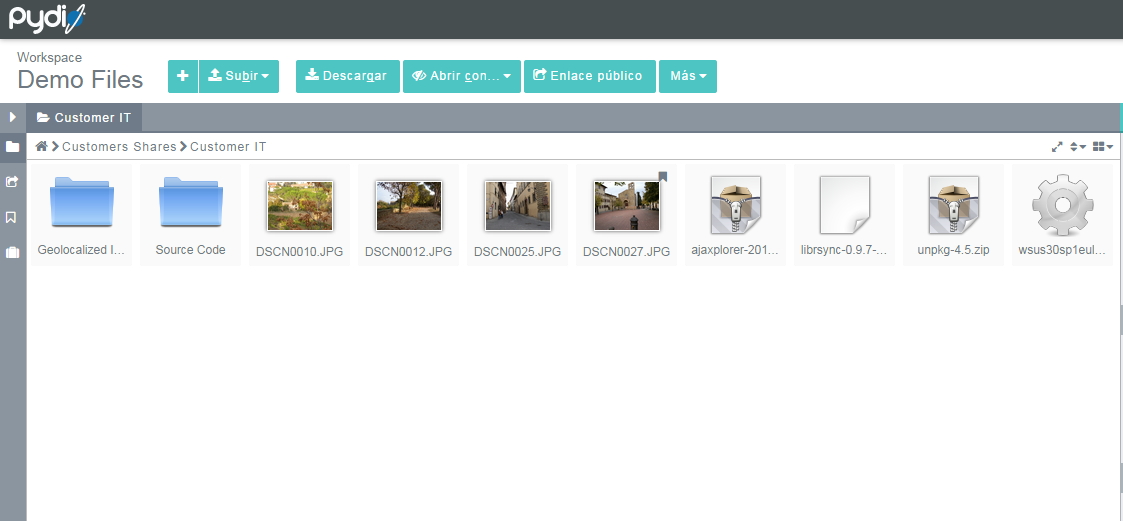 pydio
Workspace
Demo Files
Subir
Descargar
Abrir con...
Enlace público
Más
Customer IT
Customers Shares
Customer IT
Geolocalized I...
Source Code
DSCN0010.JPG
DSCN0012.JPG
DSCN0025.JPG
DSCN0027.JPG
ajaxplorer-201...
librsync-0.9.7-...
unpkg-4.5.zip
wsus30sp1eul...